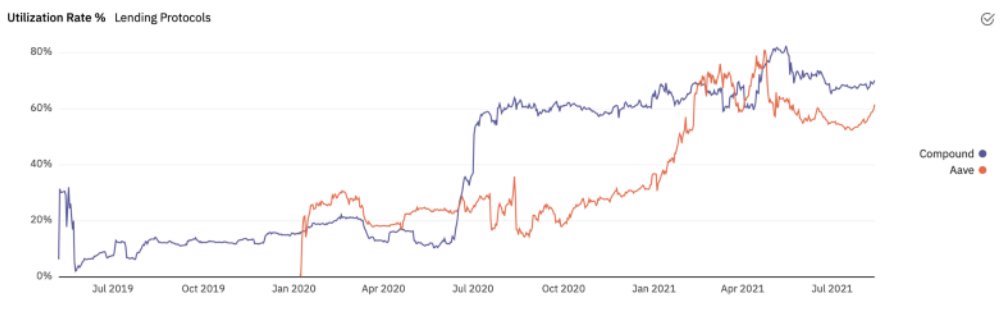 Utilization Rate % Lending Protocols
80%
60%
40%
20%
0%
Jul 2019 Oct 2019 Jan 2020 Apr 2020 Jul 2020 Oct 2020 Jan 2021 Apr 2021 Jul 2021
Compound
Aave